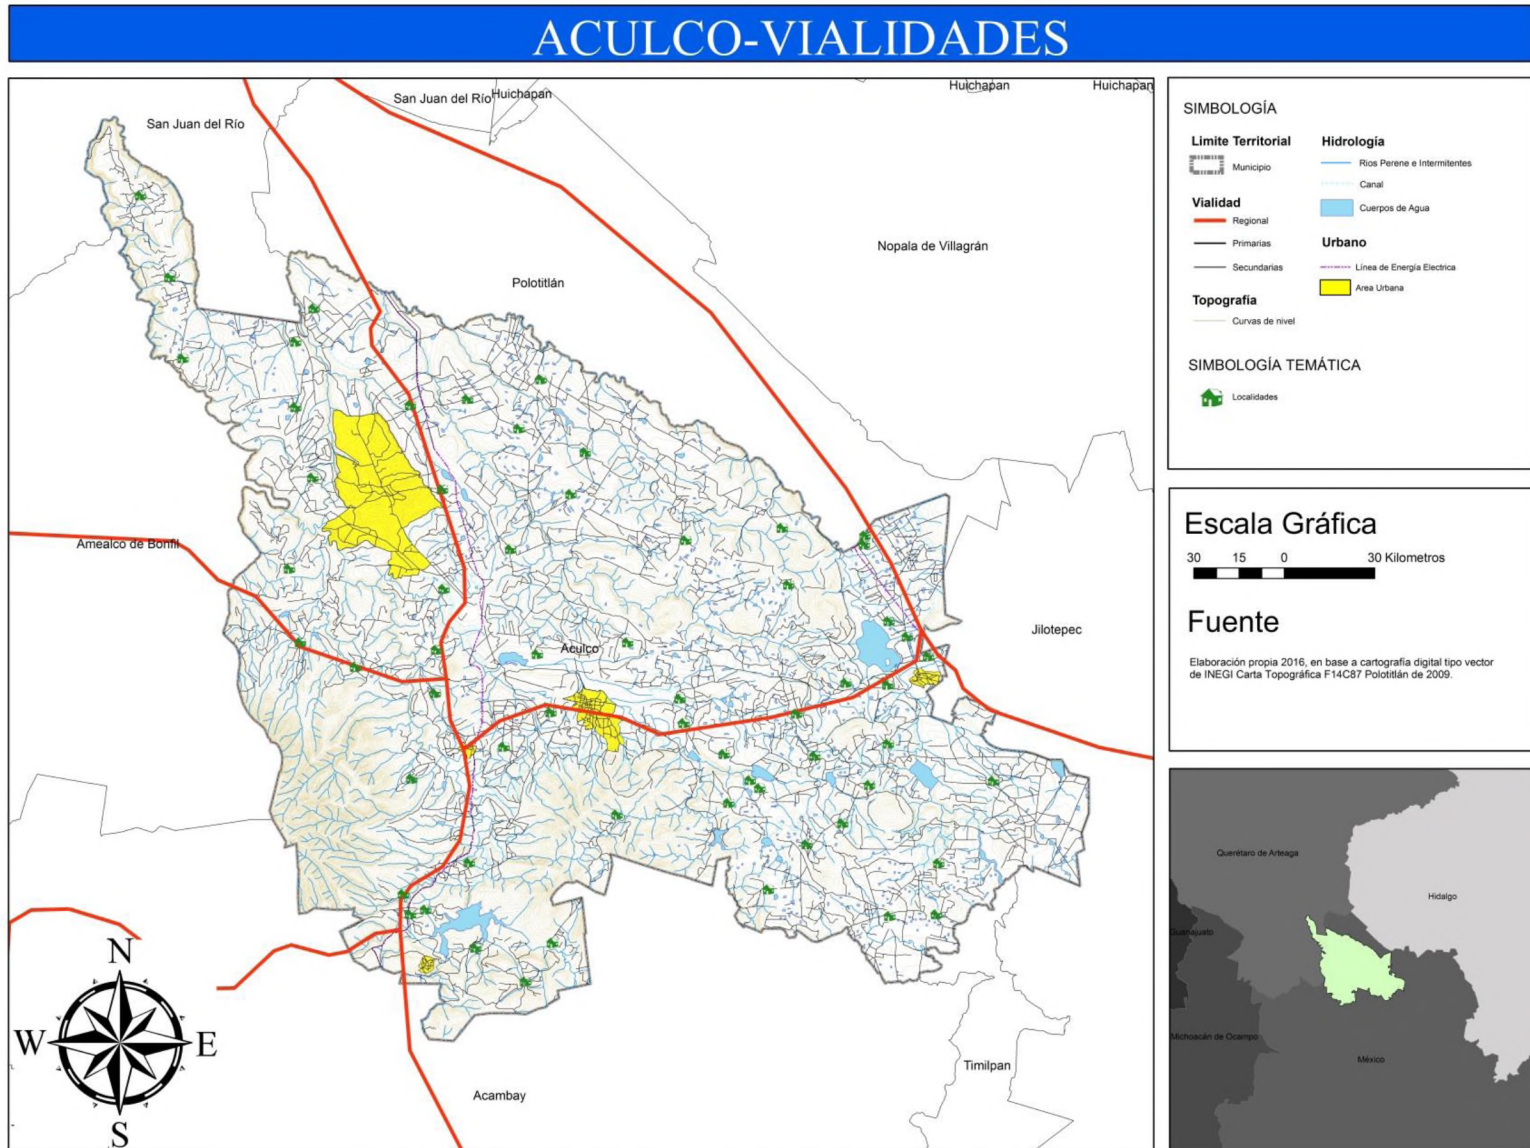 ACULCO-VIALIDADES
Huichapan
Huichapan
San Juan del Río
Huichapan
San Juan del Río
Nopala de Villagrán
Polotitlán
Amealco de Bonfil
Jilotepec
Aculco
Timilpan
Acambay
N
W
E
S
SIMBOLOGÍA
Limite Territorial
Municipio
Vialidad
Regional
Primarias
Secundarias
Topografía
Curvas de nivel
Hidrología
Rios Perene e Intermitentes
Canal
Cuerpos de Agua
Urbano
Línea de Energía Electrica
Area Urbana
SIMBOLOGÍA TEMÁTICA
Localidades
Escala Gráfica
30 15 0 30 Kilometros
Fuente
Elaboración propia 2016, en base a cartografía digital tipo vector
de INEGI Carta Topográfica F14C87 Polotitlán de 2009.
Querétaro de Arteaga
Hidalgo
Guanajuato
Michoacán de Ocampo
México